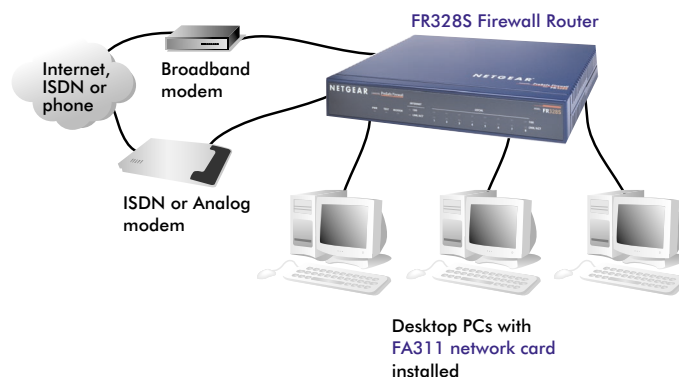 FR328S Firewall Router
Internet,
ISDN or
phone
Broadband
modem
NETGEAR
NETGEAR
FR328S
ISDN or Analog
modem
Desktop PCs with
FA311 network card
installed